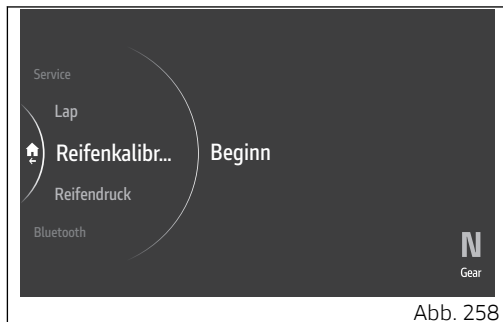 Service
Lap
Reifenkalibr... Beginn
Reifendruck
Bluetooth
N
Gear
Abb. 258